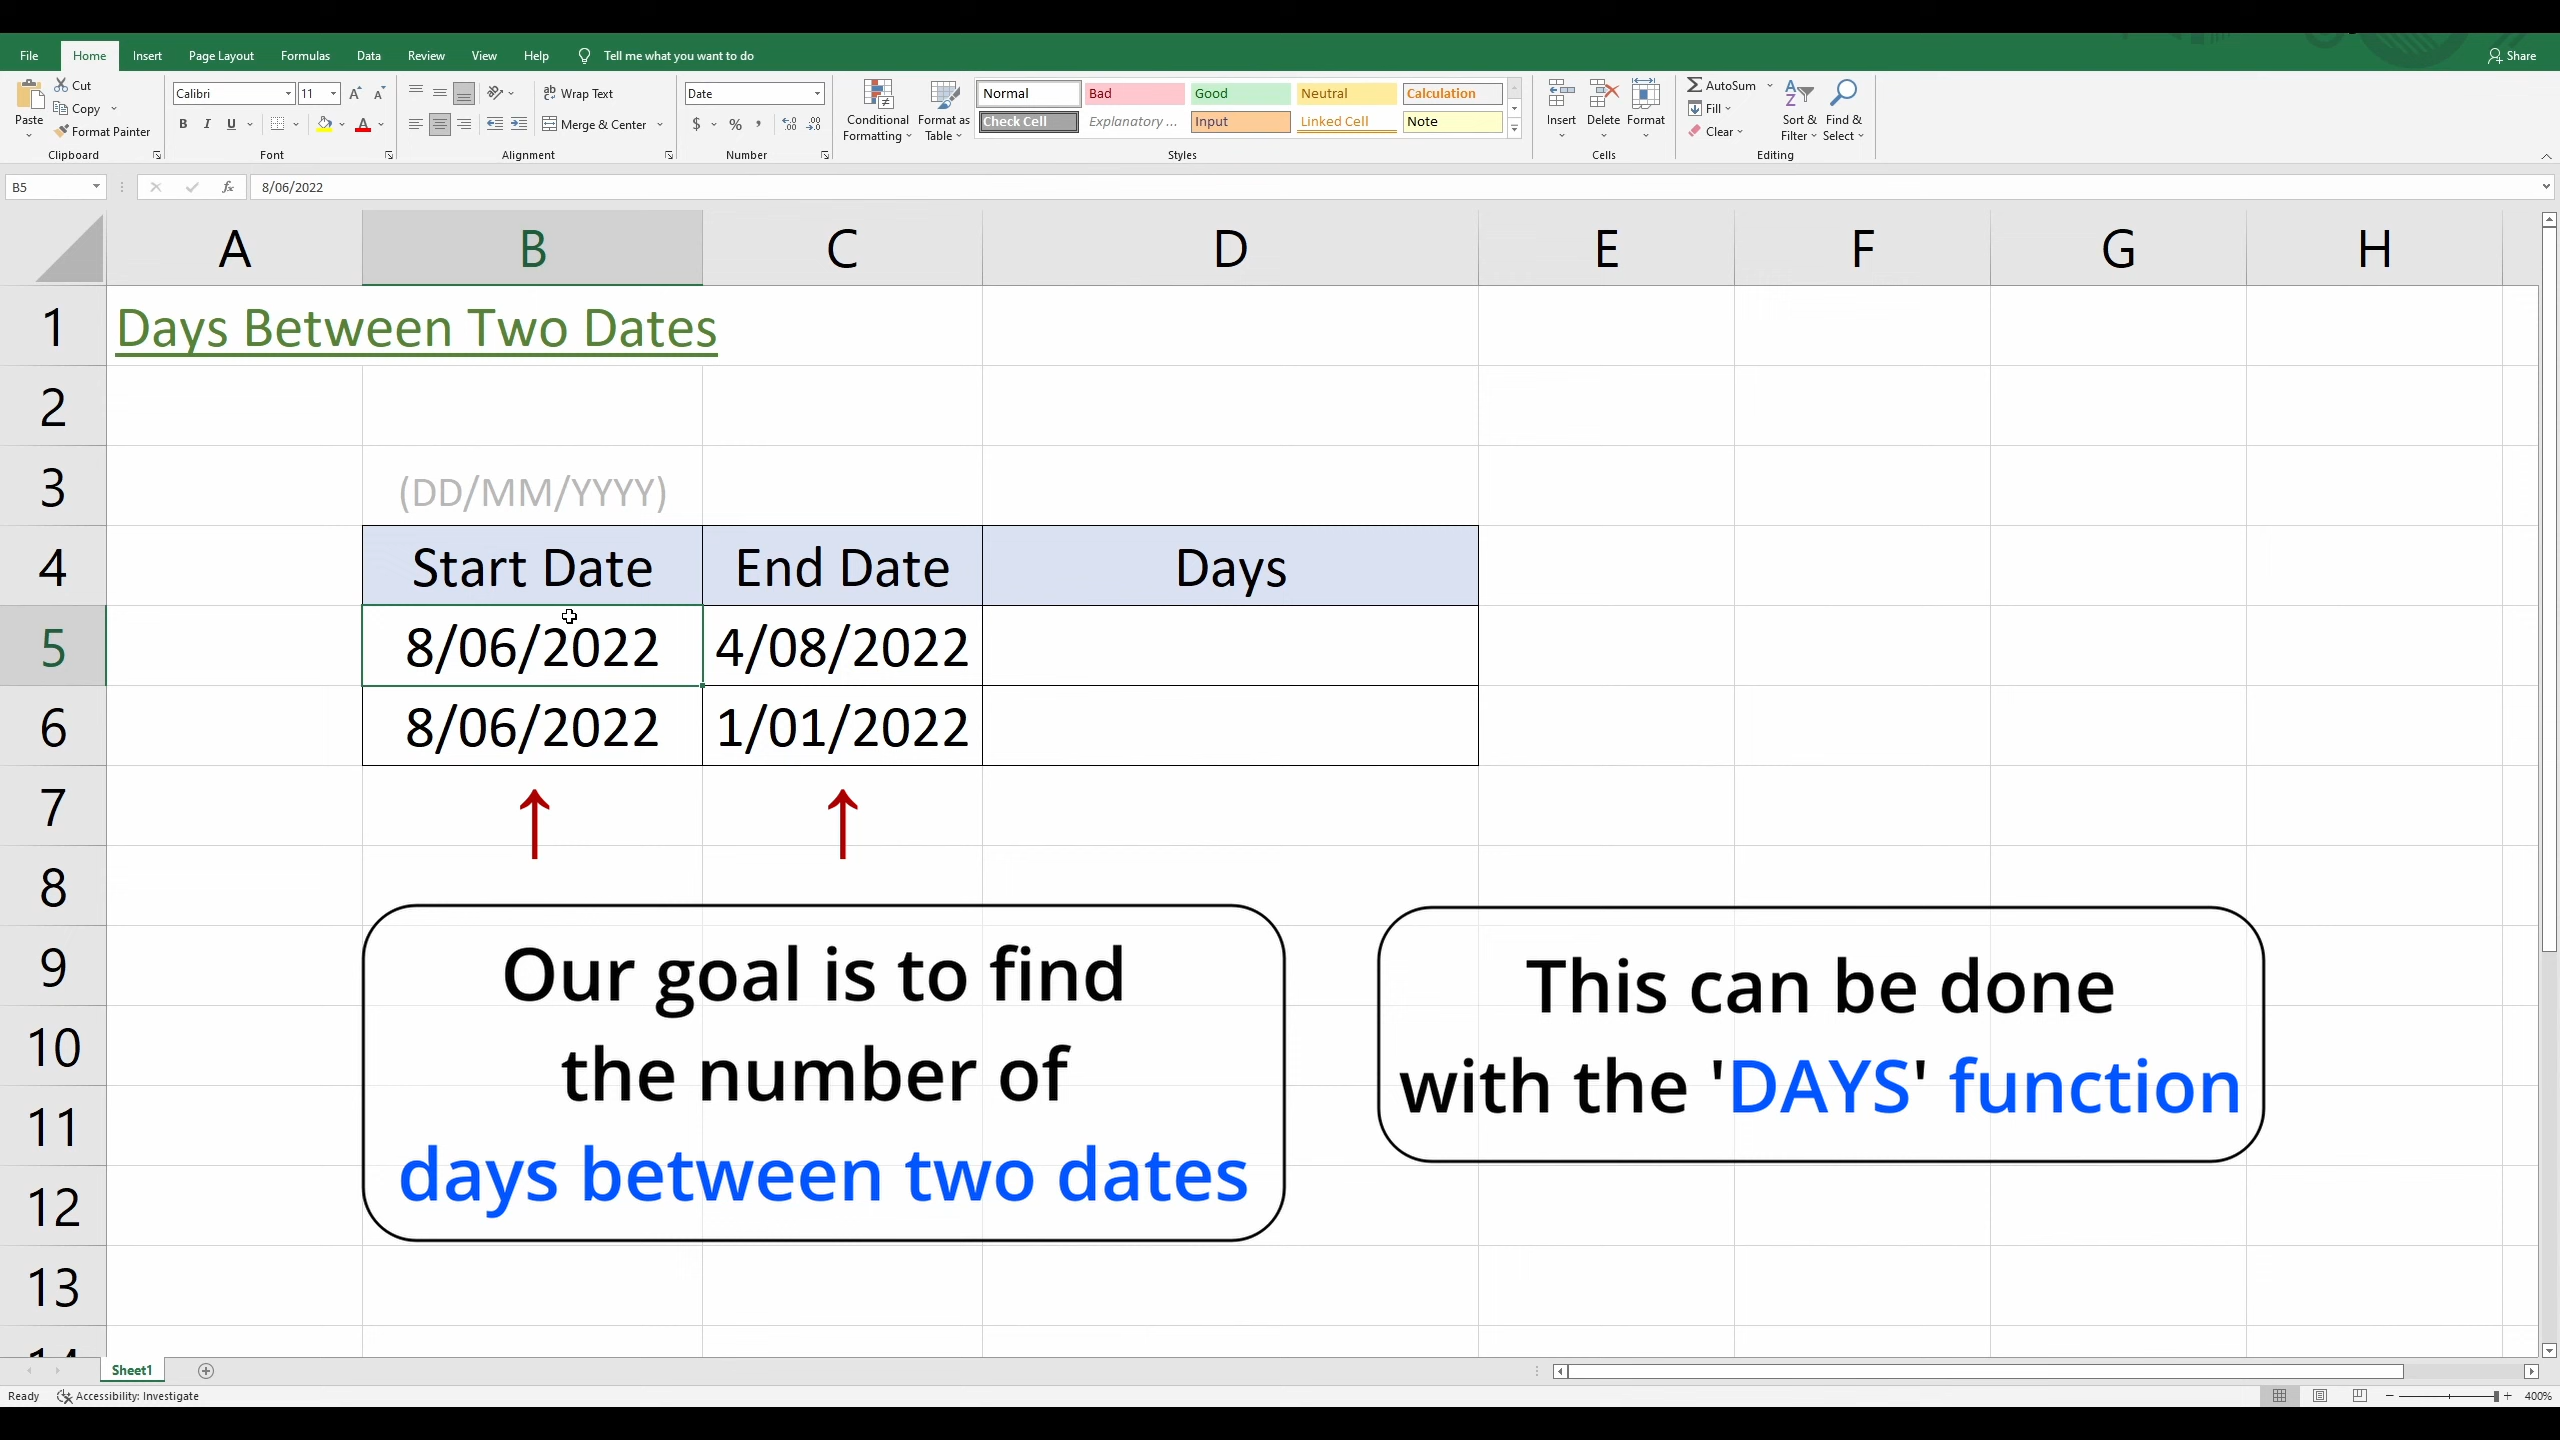 File Home Insert Page Layout Formulas Data Review View Help Tell me what you want to do Share
Paste Cut Copy Format Painter
Clipboard
Calibri 11
B I U A
Font
Wrap Text
Merge & Center
Alignment
Date
$ % ,
Number
Conditional Formatting
Format as Table
Normal Bad Good Neutral Calculation
Check Cell Explanatory ... Input Linked Cell Note
Styles
Insert Delete Format
Cells
AutoSum
Fill
Clear
Sort & Filter
Find & Select
Editing
B5 fx 8/06/2022
A B C D E F G H
1 Days Between Two Dates
2
3 (DD/MM/YYYY)
4 Start Date End Date Days
5 8/06/2022 4/08/2022
6 8/06/2022 1/01/2022
7
8
9
10
11
12
13
14
Our goal is to find
the number of
days between two dates
This can be done
with the 'DAYS' function
Sheet1
Ready Accessibility: Investigate 400%